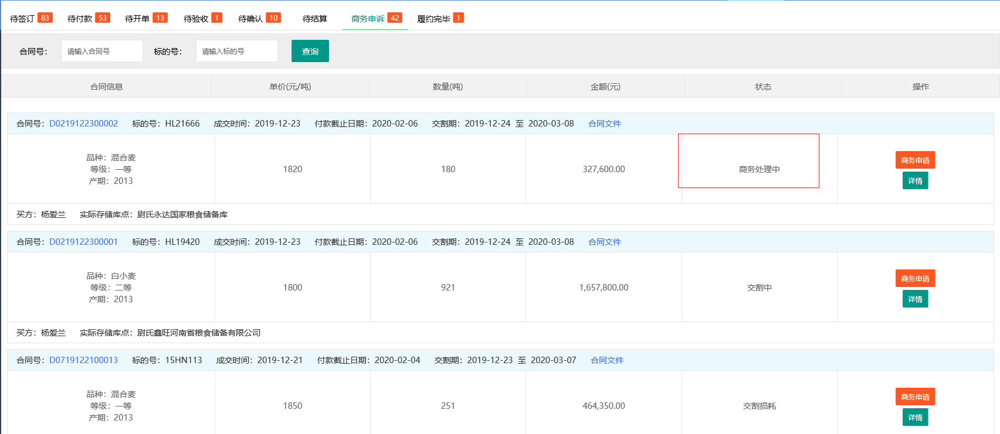 待签订 83 待付款 53 待开单 13 待验收 1 待确认 10 待结算 商务申诉 42 履约完毕 1
合同号： 请输入合同号 标的号： 请输入标的号 查询
合同信息 单价(元/吨) 数量(吨) 金额(元) 状态 操作
合同号：D0219122300002 标的号：HL21666 成交时间：2019-12-23 付款截止日期：2020-02-06 交割期：2019-12-24 至 2020-03-08 合同文件
品种：混合麦
等级：一等
产期：2013
1820 180 327,600.00 商务处理中
商务申请
详情
买方：杨爱兰 实际存储库点：尉氏永达国家粮食储备库
合同号：D0219122300001 标的号：HL19420 成交时间：2019-12-23 付款截止日期：2020-02-06 交割期：2019-12-24 至 2020-03-08 合同文件
品种：白小麦
等级：二等
产期：2013
1800 921 1,657,800.00 交割中
商务申请
详情
买方：杨爱兰 实际存储库点：尉氏鑫旺河南省粮食储备有限公司
合同号：D0719122100013 标的号：15HN113 成交时间：2019-12-21 付款截止日期：2020-02-04 交割期：2019-12-23 至 2020-03-07 合同文件
品种：混合麦
等级：一等
产期：2013
1850 251 464,350.00 交割损耗
商务申请
详情